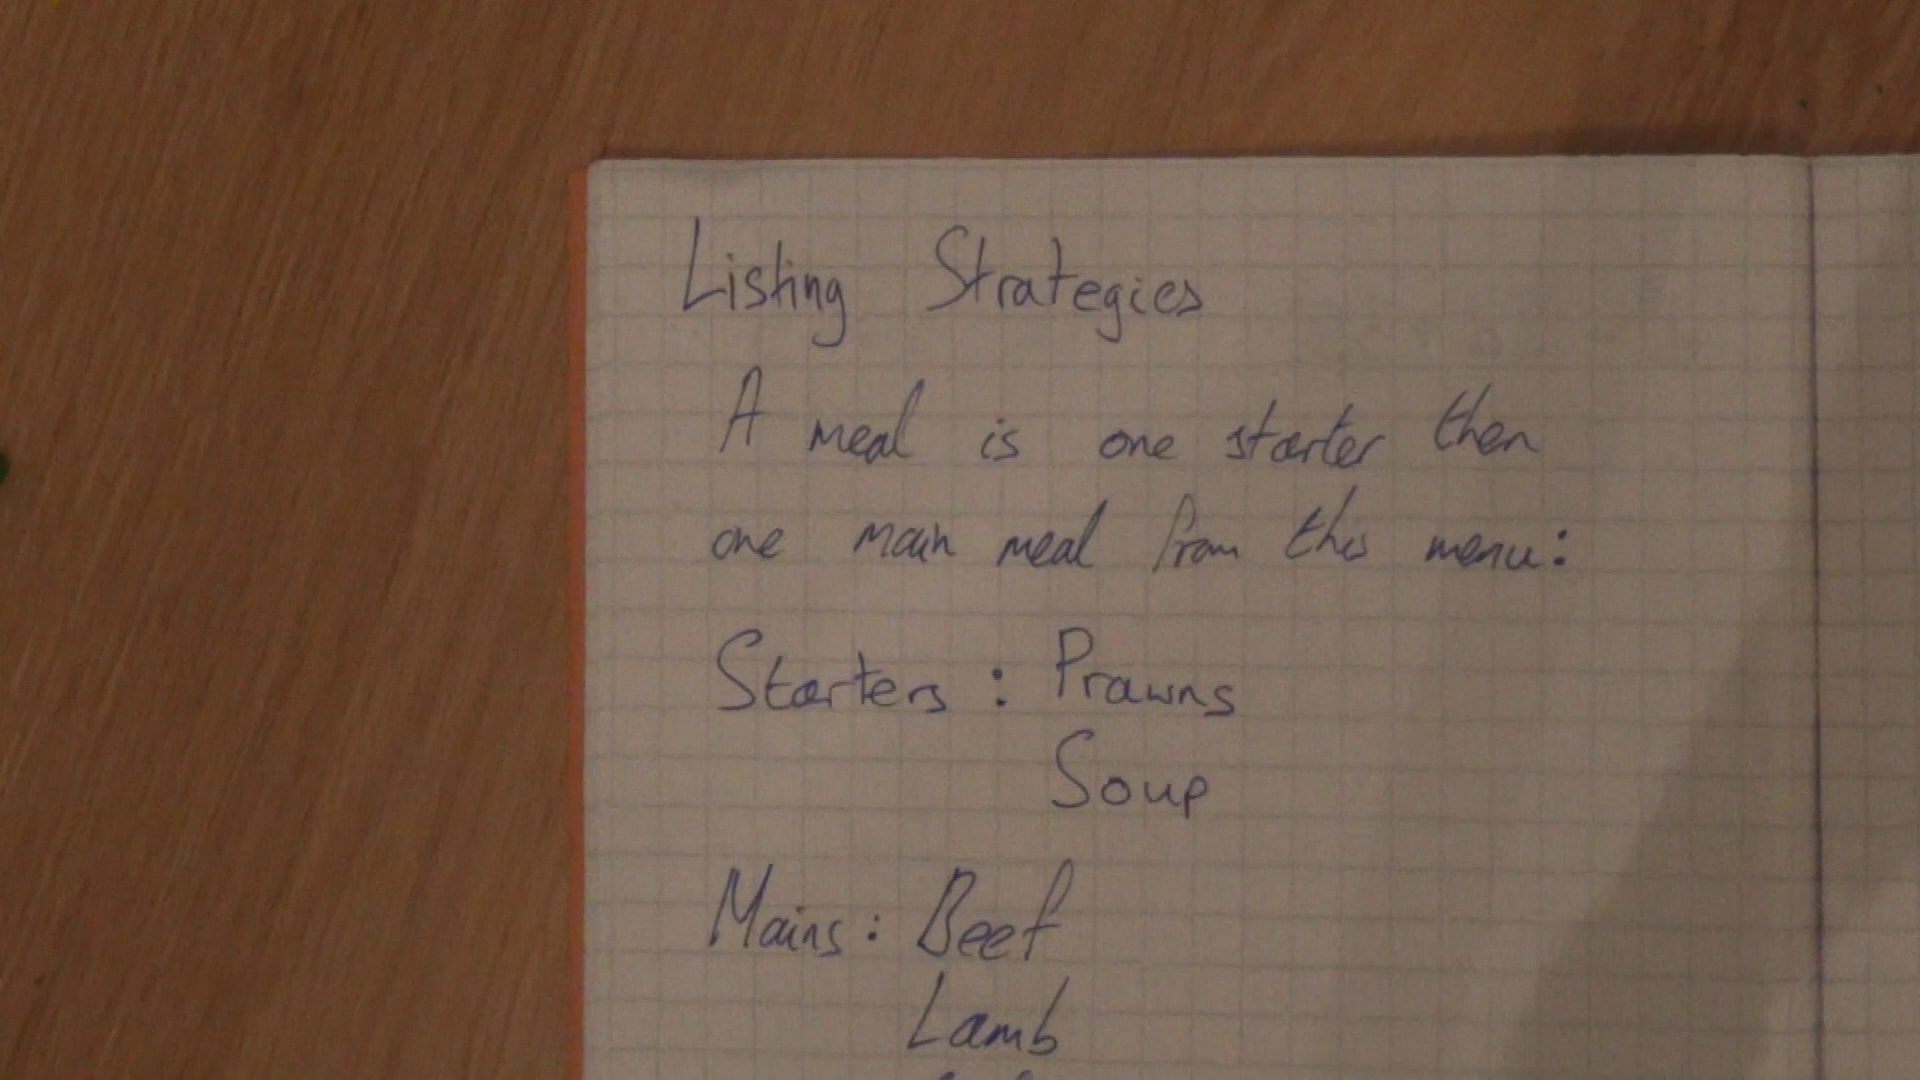 Listing Strategies
A meal is one starter then
one main meal from this menu:
Starters : Prawns
Soup
Mains : Beef
Lamb